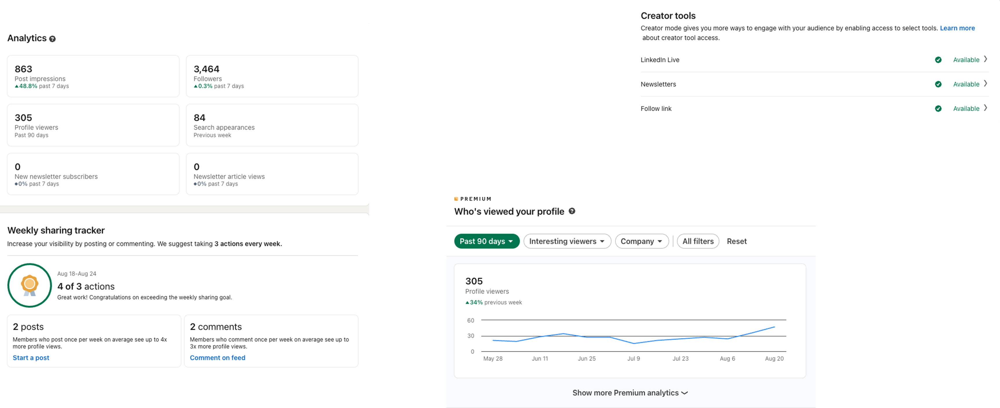 Analytics
863
Post impressions
▲48.8% past 7 days
3,464
Followers
▲0.3% past 7 days
305
Profile viewers
Past 90 days
84
Search appearances
Previous week
0
New newsletter subscribers
•0% past 7 days
0
Newsletter article views
•0% past 7 days
Weekly sharing tracker
Increase your visibility by posting or commenting. We suggest taking 3 actions every week.
Aug 18-Aug 24
4 of 3 actions
Great work! Congratulations on exceeding the weekly sharing goal.
2 posts
Members who post once per week on average see up to 4x
more profile views.
Start a post
2 comments
Members who comment once per week on average see up to
3x more profile views.
Comment on feed
Creator tools
Creator mode gives you more ways to engage with your audience by enabling access to select tools. Learn more
about creator tool access.
LinkedIn Live Available
Newsletters Available
Follow link Available
PREMIUM
Who's viewed your profile
Past 90 days Interesting viewers Company All filters Reset
305
Profile viewers
▲34% previous week
60
30
0
May 28 Jun 11 Jun 25 Jul 9 Jul 23 Aug 6 Aug 20
Show more Premium analytics